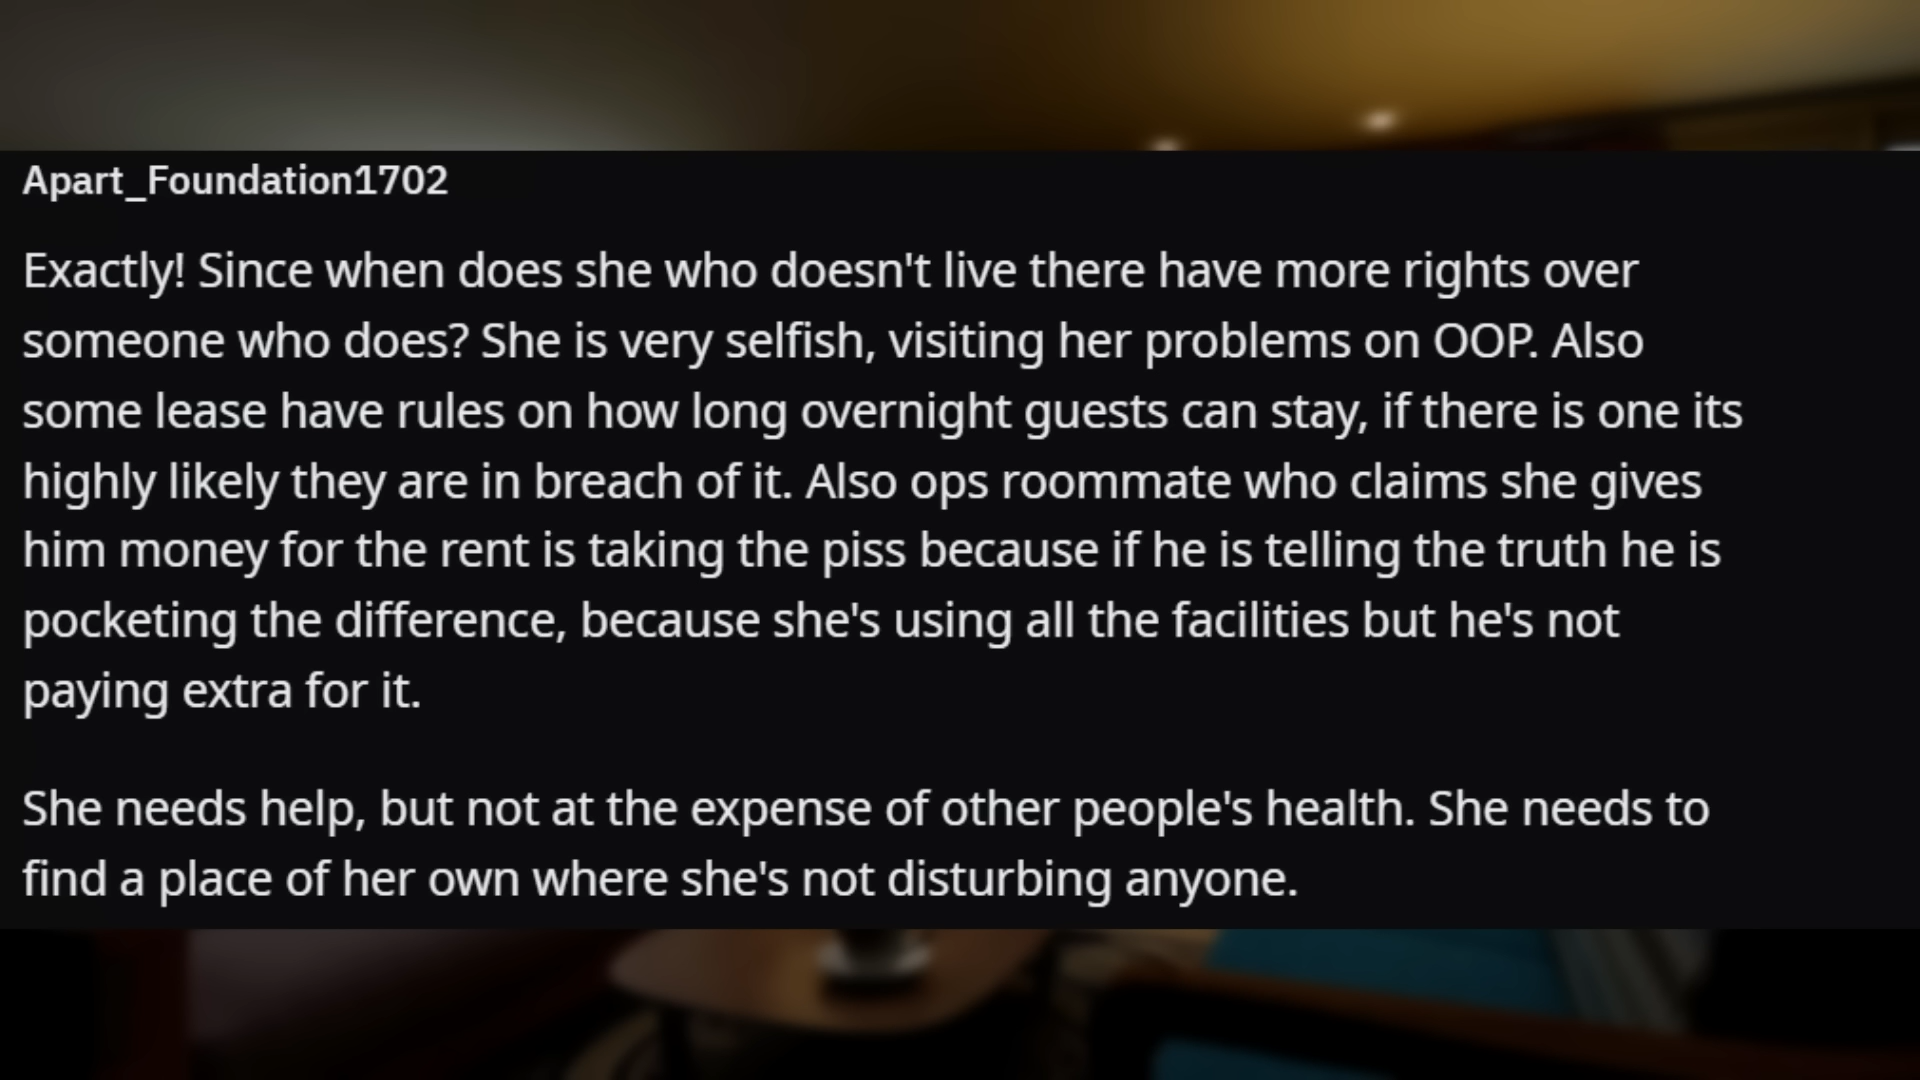 Apart_Foundation1702
Exactly! Since when does she who doesn't live there have more rights over
someone who does? She is very selfish, visiting her problems on OOP. Also
some lease have rules on how long overnight guests can stay, if there is one its
highly likely they are in breach of it. Also ops roommate who claims she gives
him money for the rent is taking the piss because if he is telling the truth he is
pocketing the difference, because she's using all the facilities but he's not
paying extra for it.
She needs help, but not at the expense of other people's health. She needs to
find a place of her own where she's not disturbing anyone.